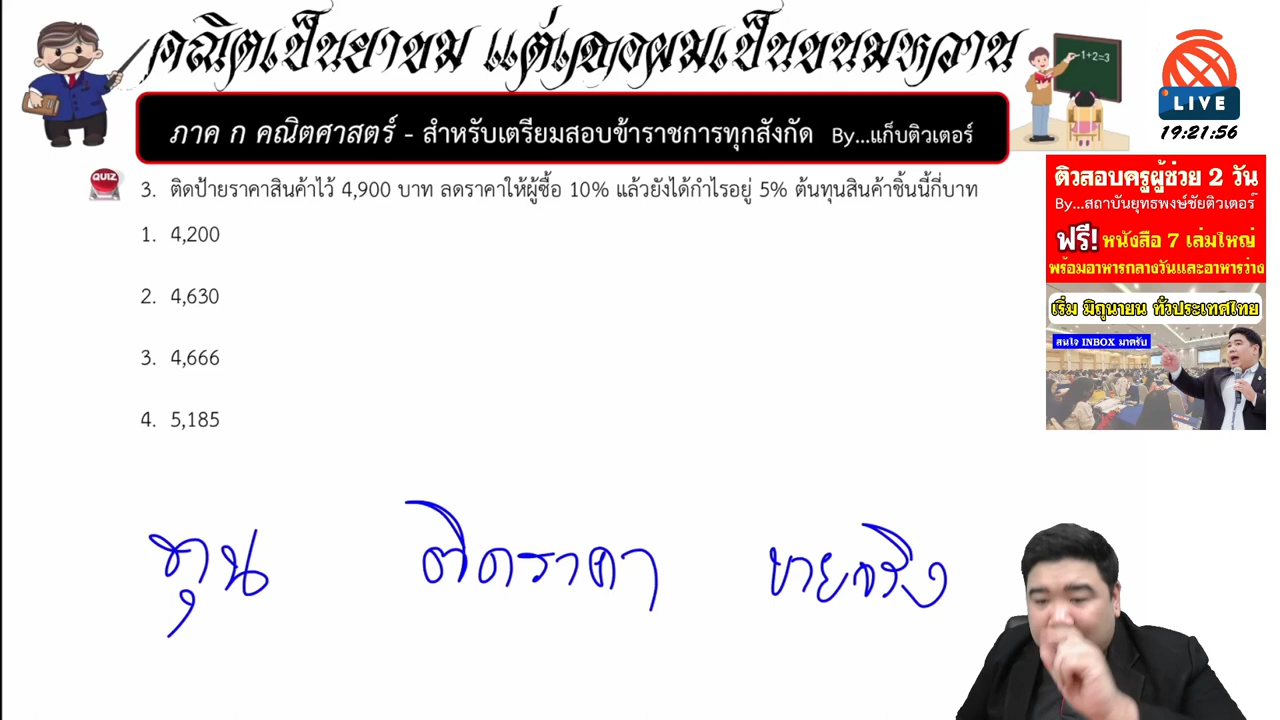 คณิตเป็นยาขม แต่เจอผมเป็นขนมหวาน
-1+2=3
LIVE
19:21:56
ภาค ก คณิตศาสตร์ - สำหรับเตรียมสอบข้าราชการทุกสังกัด By...แก็บติวเตอร์
QUIZ
3. ติดป้ายราคาสินค้าไว้ 4,900 บาท ลดราคาให้ผู้ซื้อ 10% แล้วยังได้กำไรอยู่ 5% ต้นทุนสินค้าชิ้นนี้กี่บาท
1. 4,200
2. 4,630
3. 4,666
4. 5,185
ติวสอบครูผู้ช่วย 2 วัน
By...สถาบันยุทธพงษ์ชัยติวเตอร์
ฟรี! หนังสือ 7 เล่มใหญ่
พร้อมอาหารกลางวันและอาหารว่าง
เริ่ม มิถุนายน ทั่วประเทศไทย
สนใจ INBOX มาครับ
ทุน ติดราคา ขายจริง